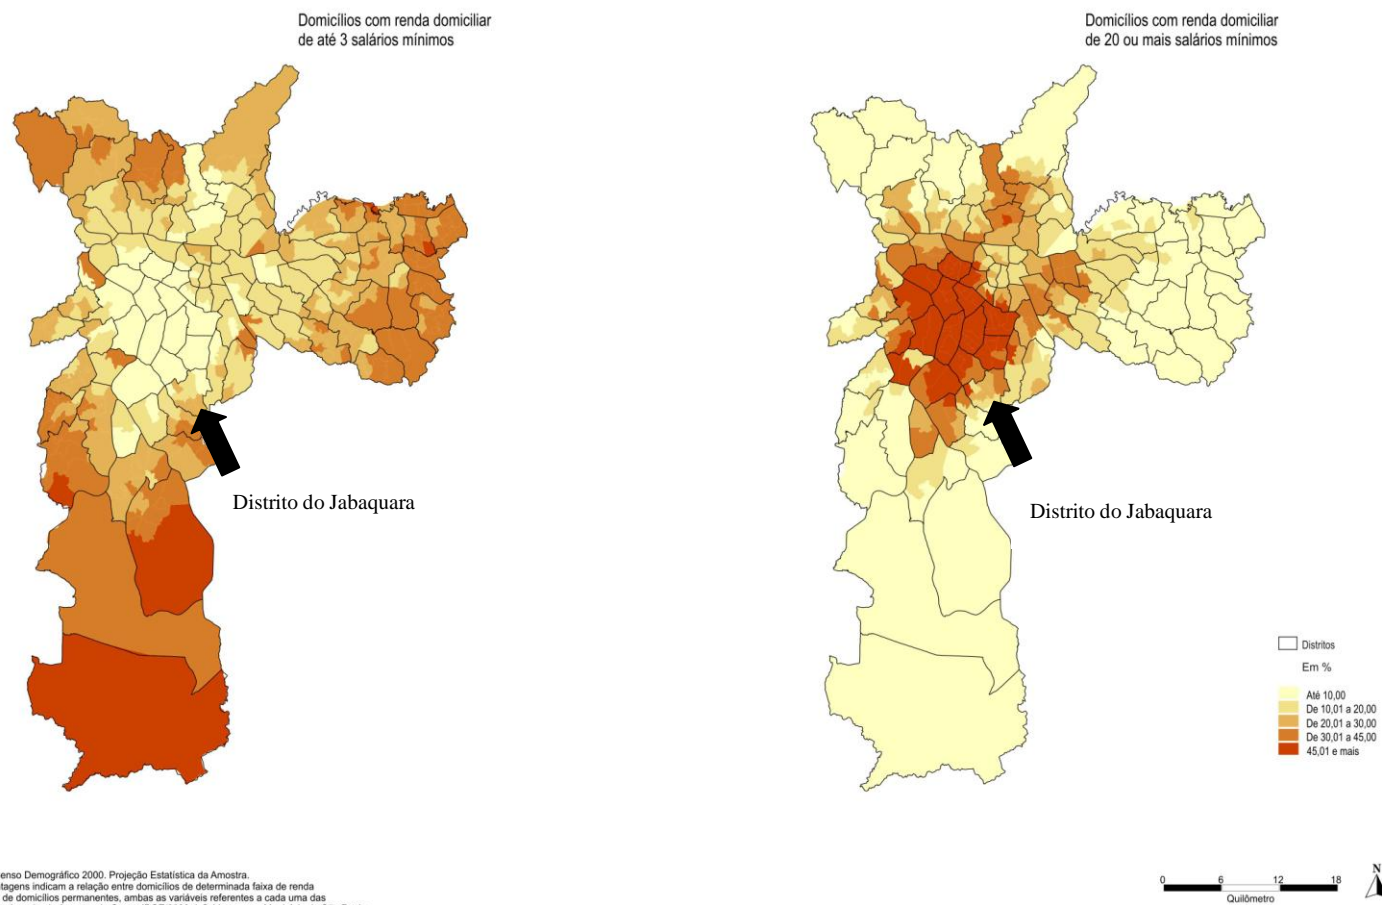 Domicílios com renda domiciliar
de até 3 salários mínimos
Domicílios com renda domiciliar
de 20 ou mais salários mínimos
Distrito do Jabaquara
Distrito do Jabaquara
Distritos
Em %
Até 10,00
De 10,01 a 20,00
De 20,01 a 30,00
De 30,01 a 45,00
45,01 e mais
enso Demográfico 2000. Projeção Estatística da Amostra.
tagens indicam a relação entre domicílios de determinada faixa de renda
de domicílios permanentes, ambas as variáveis referentes a cada uma das
0 6 12 18
Quilômetro
N